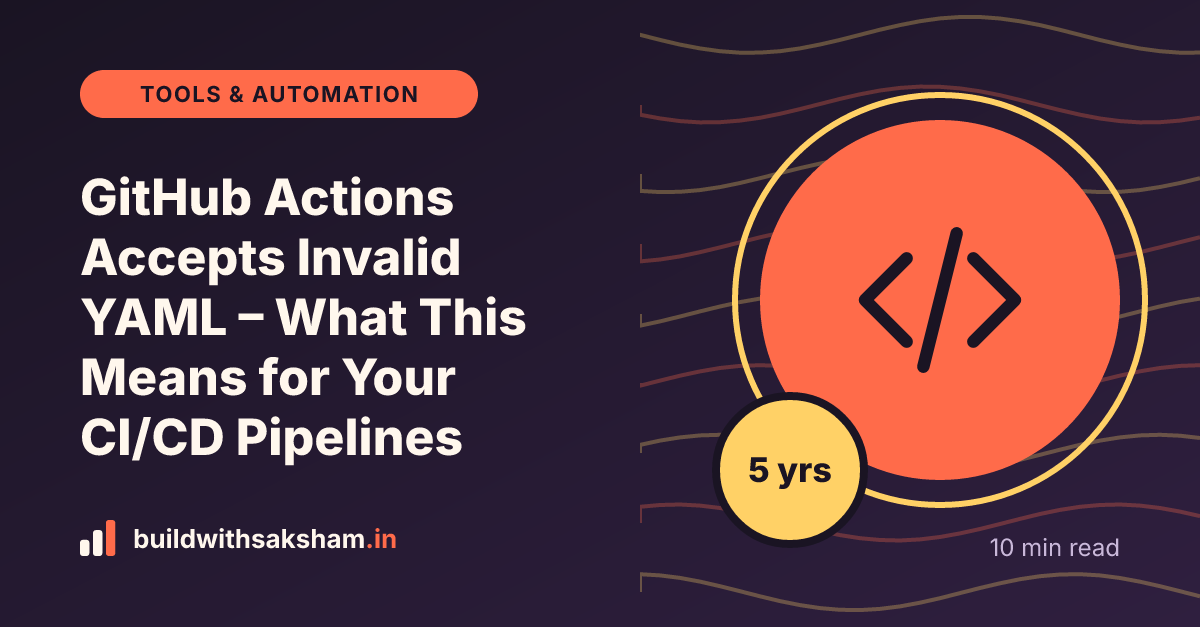 TOOLS & AUTOMATION
GitHub Actions
Accepts Invalid
YAML – What This
Means for Your
CI/CD Pipelines
buildwithsaksham.in
</>
5 yrs
10 min read